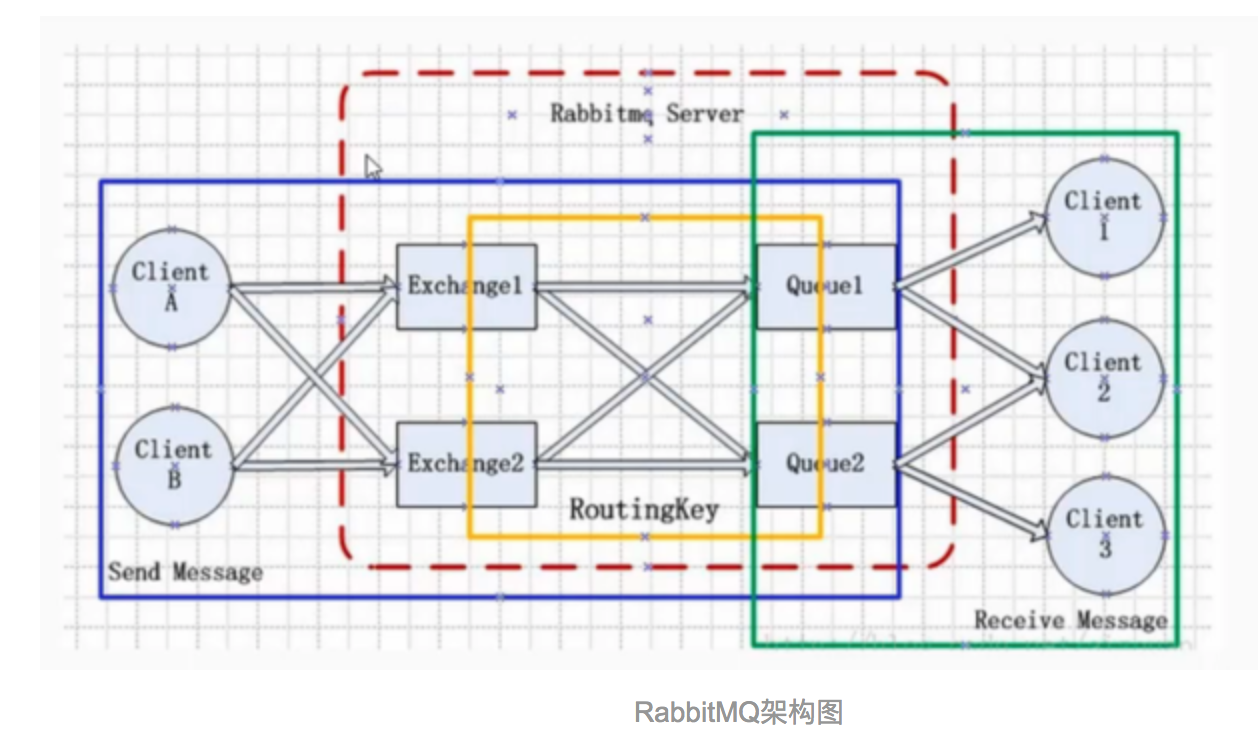 Rabbitmq Server
Client
A
Client
B
Exchange1
Exchange2
RoutingKey
Queue1
Queue2
Client
1
Client
2
Client
3
Send Message
Receive Message
RabbitMQ架构图